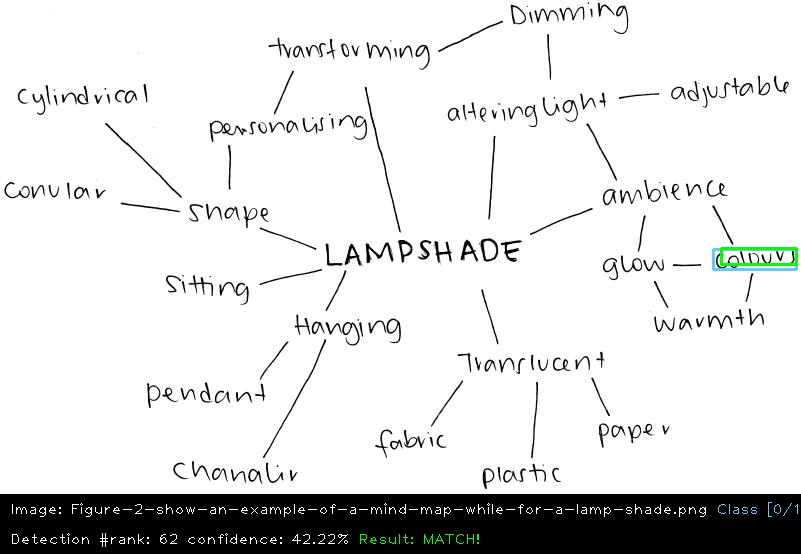 Dimming
transforming
cylindrical
adjustable
altering light
personalising
conular
ambience
shape
LAMPSHADE
glow
colours
sitting
Hanging
warmth
Translucent
pendant
fabric
paper
chanalir
plastic
Image: Figure-2-show-an-example-of-a-mind-map-while-for-a-lamp-shade.png Class [0/1
Detection #rank: 62 confidence: 42.22% Result: MATCH!